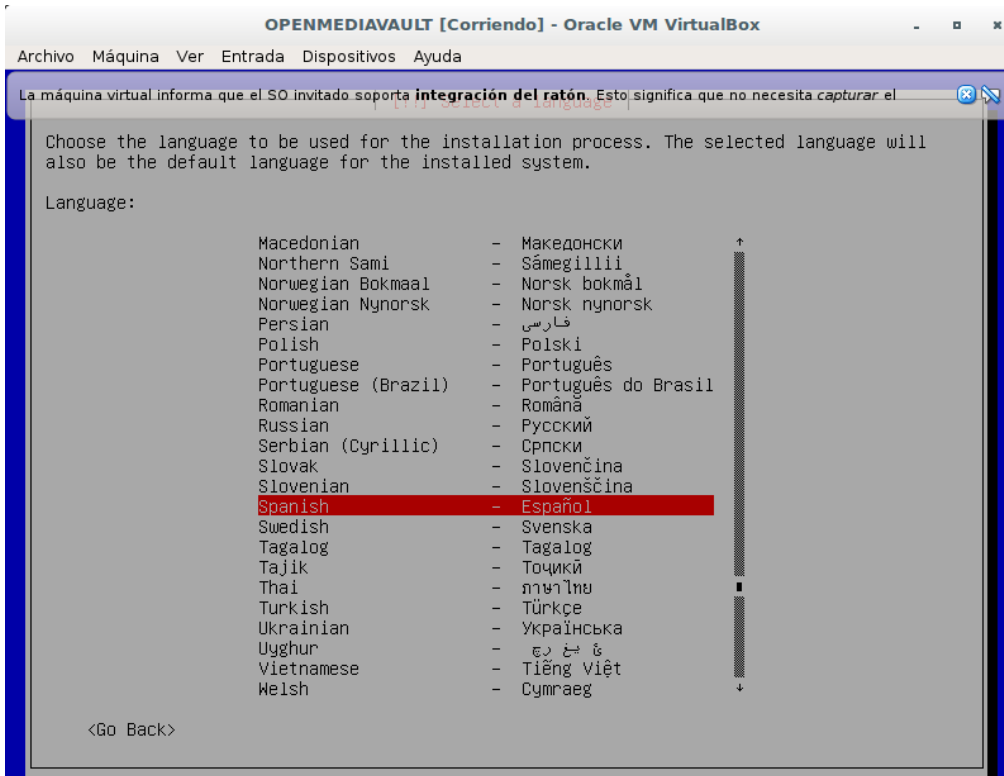 OPENMEDIAVAULT [Corriendo] - Oracle VM VirtualBox
Archivo Máquina Ver Entrada Dispositivos Ayuda
La máquina virtual informa que el SO invitado soporta integración del ratón. Esto significa que no necesita capturar el
[!!] Select a language
Choose the language to be used for the installation process. The selected language will
also be the default language for the installed system.
Language:
Macedonian - Македонски
Northern Sami - Sámegillii
Norwegian Bokmaal - Norsk bokmål
Norwegian Nynorsk - Norsk nynorsk
Persian - فارسی
Polish - Polski
Portuguese - Português
Portuguese (Brazil) - Português do Brasil
Romanian - Română
Russian - Русский
Serbian (Cyrillic) - Српски
Slovak - Slovenčina
Slovenian - Slovenščina
Spanish - Español
Swedish - Svenska
Tagalog - Tagalog
Tajik - Тоҷикӣ
Thai - ภาษาไทย
Turkish - Türkçe
Ukrainian - Українська
Uyghur -
Vietnamese - Tiếng Việt
Welsh - Cymraeg
<Go Back>